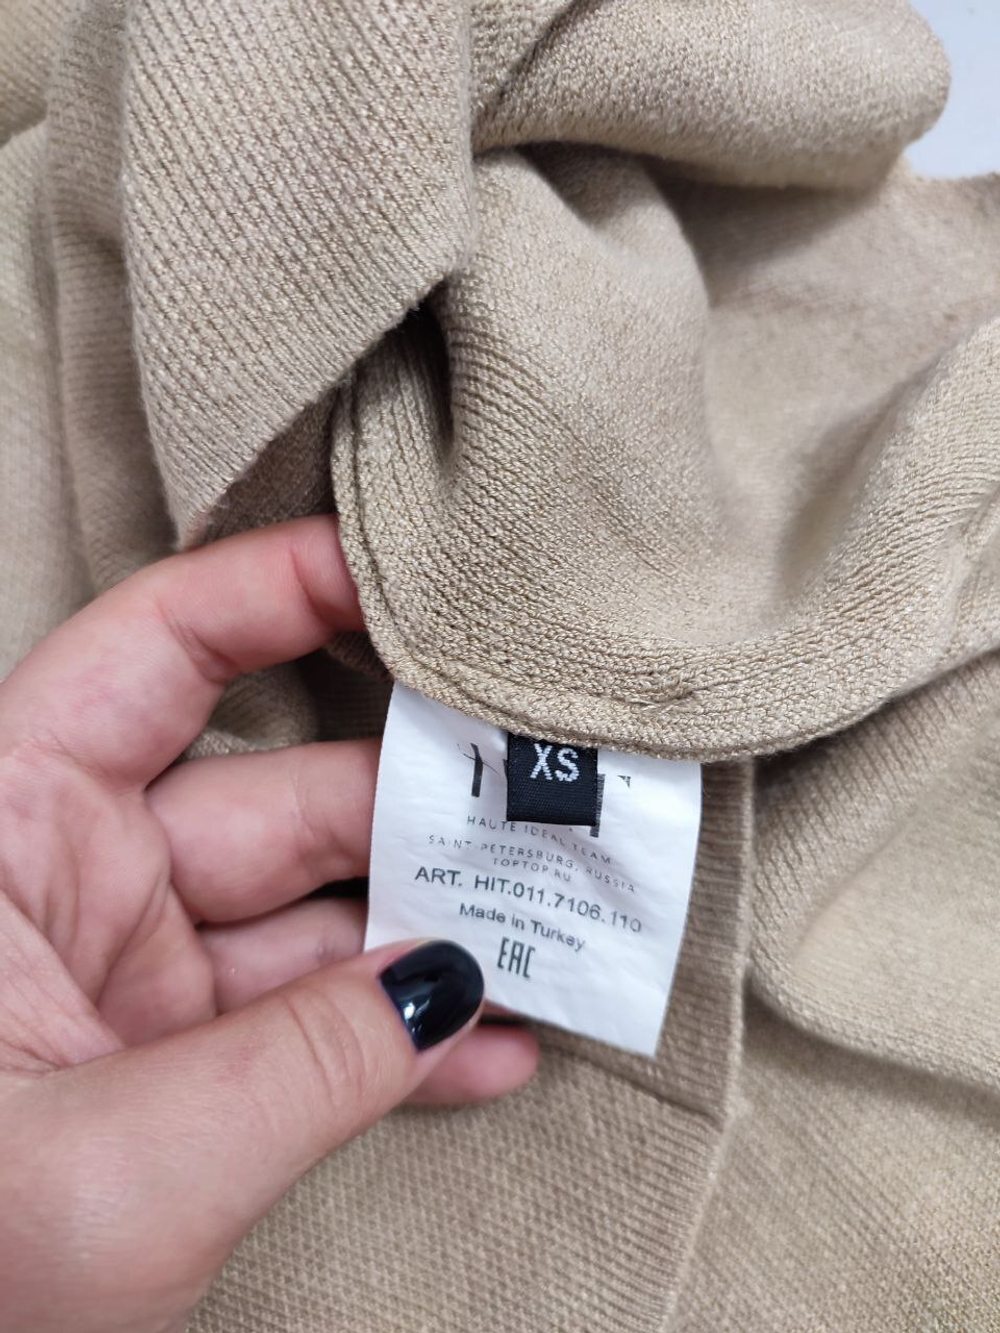 XS
HAUTE IDEAL TEAM
SAINT-PETERSBURG, RUSSIA
TOPTOP.RU
ART. HIT.011.7106.110
Made in Turkey
EAC